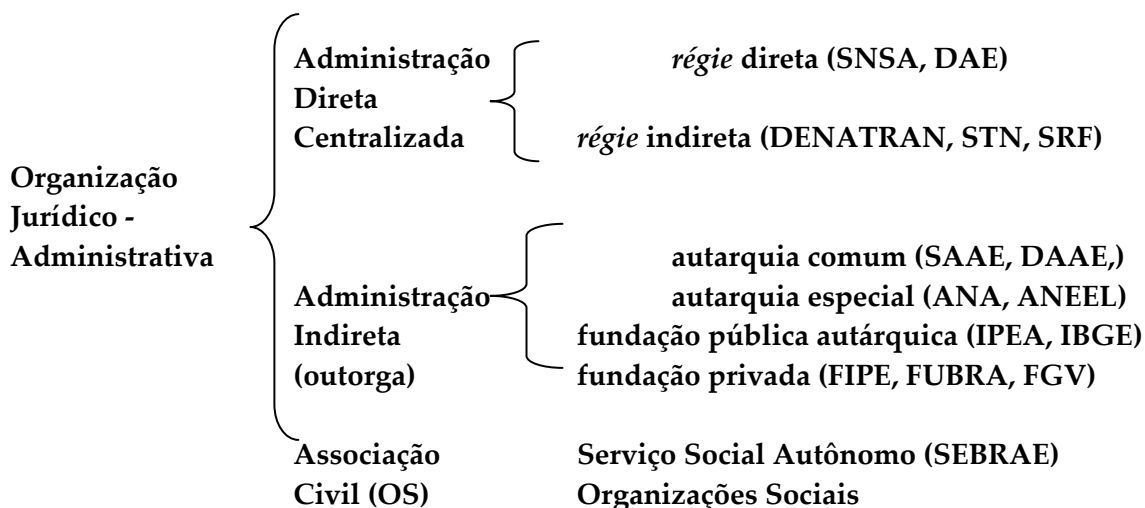 Administração régie direta (SNSA, DAE)
Direta
Centralizada régie indireta (DENATRAN, STN, SRF)
Organização
Jurídico -
Administrativa autarquia comum (SAAE, DAAE,)
Administração autarquia especial (ANA, ANEEL)
Indireta fundação pública autárquica (IPEA, IBGE)
(outorga) fundação privada (FIPE, FUBRA, FGV)
Associação Serviço Social Autônomo (SEBRAE)
Civil (OS) Organizações Sociais